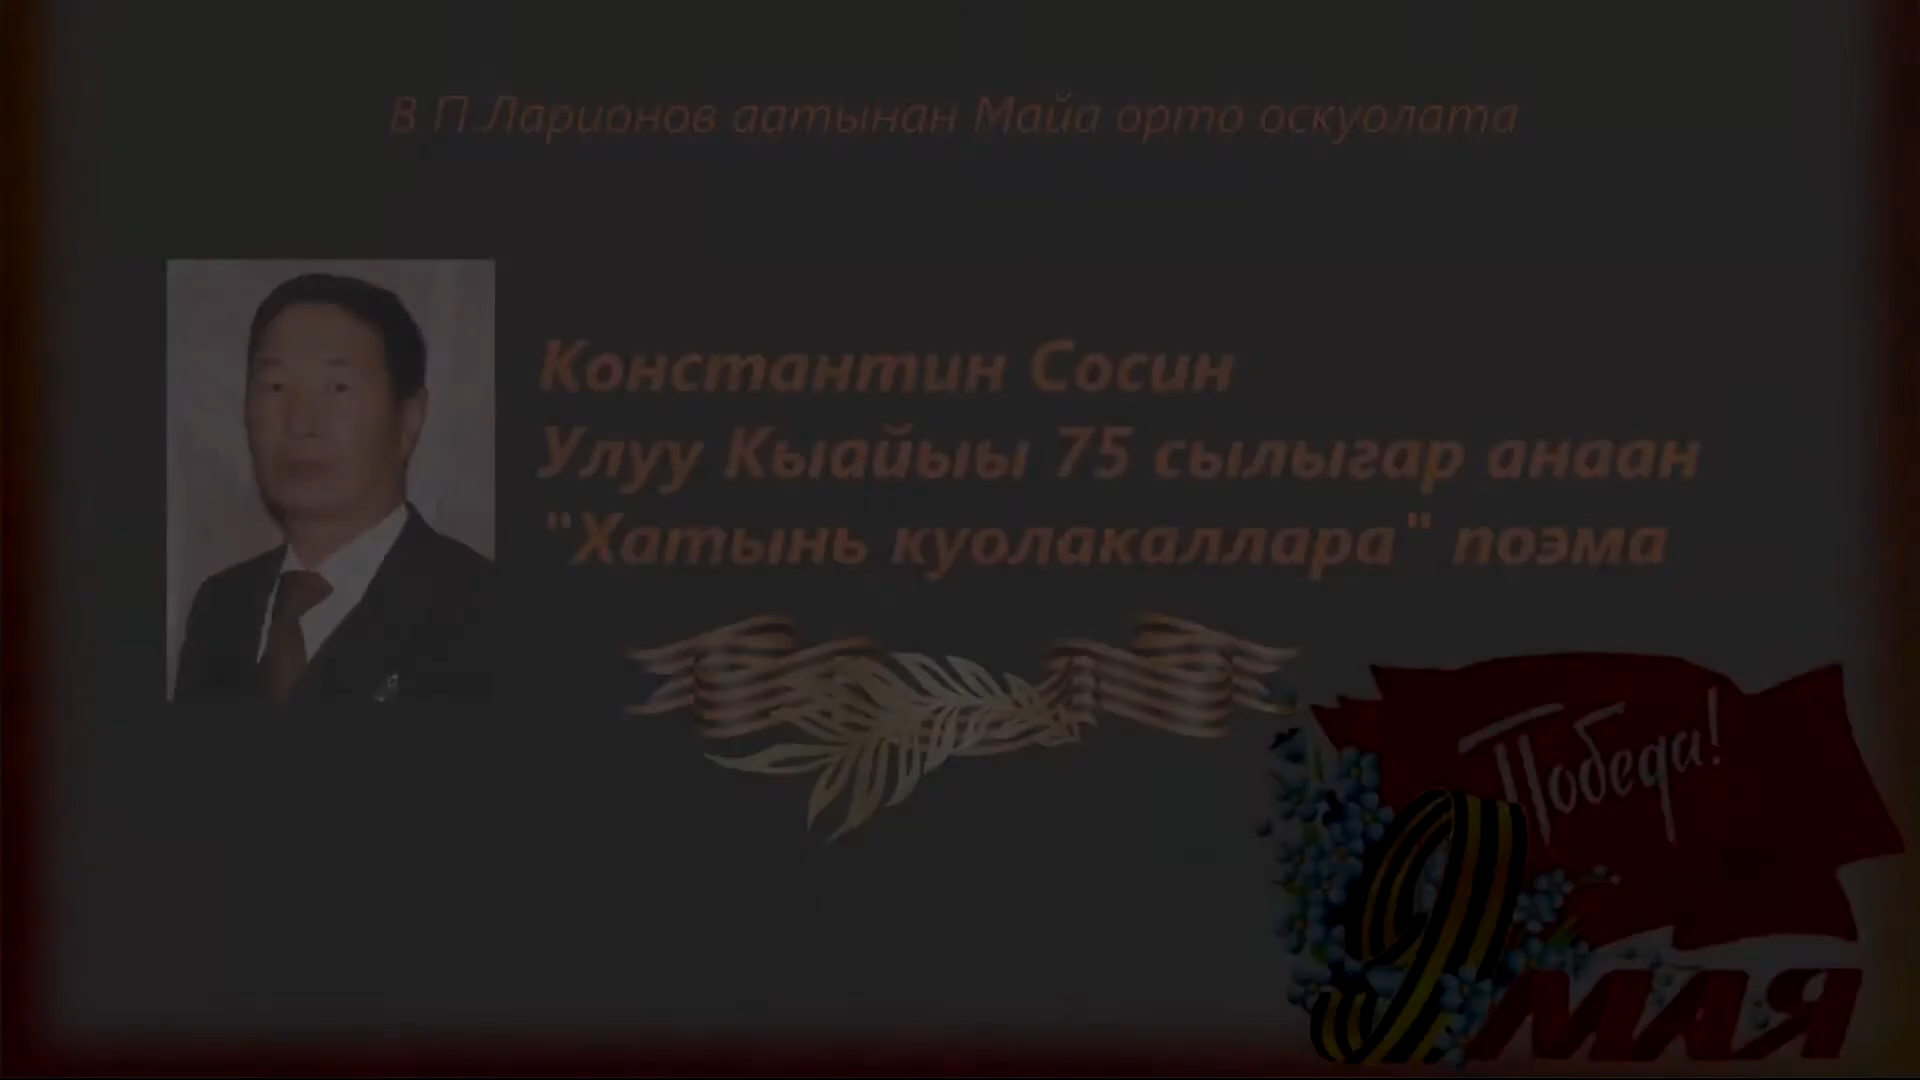 В.П.Ларионов аатынан Майа орто оскуолата
Константин Сосин
Улуу Кыайыы 75 сылыгар анаан
"Хатынь куолакаллара" поэма
Победа!
9 МАЯ